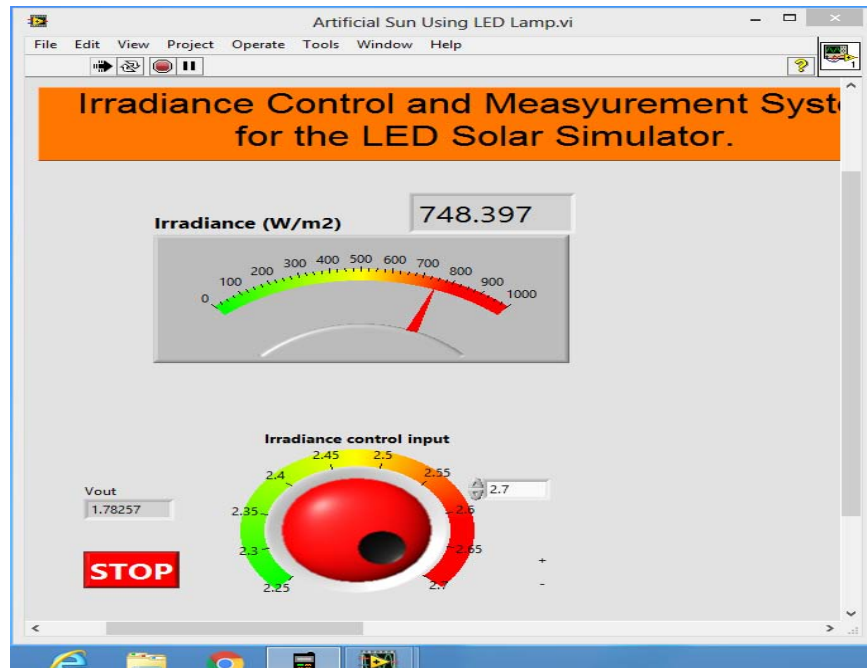 Artificial Sun Using LED Lamp.vi
File Edit View Project Operate Tools Window Help
1
Irradiance Control and Measyurement Syst
for the LED Solar Simulator.
Irradiance (W/m2)
748.397
0 100 200 300 400 500 600 700 800 900 1000
Irradiance control input
2.25 2.3 2.35 2.4 2.45 2.5 2.55 2.6 2.65 2.7
2.7
Vout
1.78257
STOP
+
-